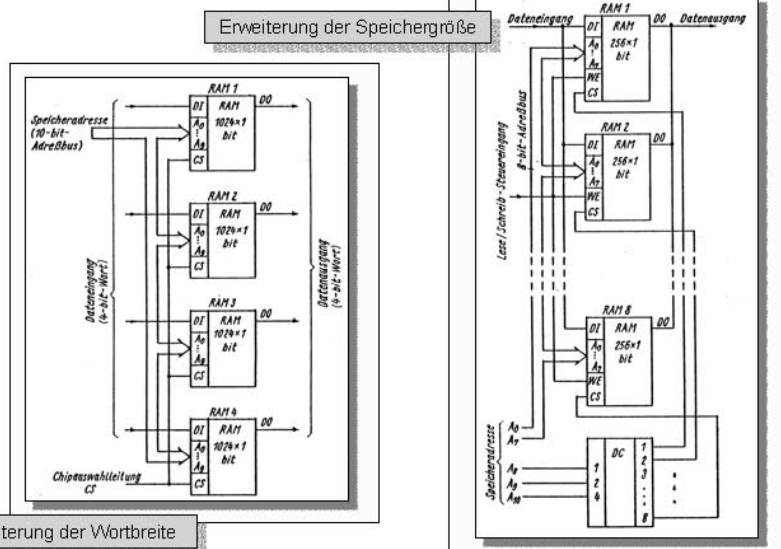 Erweiterung der Speichergröße
RAM 1
Speicheradresse
(10-bit-
Adreßbus)
DI RAM DO
1024×1
bit
A0
A9
CS
RAM 2
DI RAM DO
1024×1
bit
A0
A9
CS
RAM 3
DI RAM DO
1024×1
bit
A0
A9
CS
RAM 4
DI RAM DO
1024×1
bit
A0
A9
CS
Dateneingang
(4-bit-Wort)
Datenausgang
(4-bit-Wort)
Chipauswahlleitung
CS
terung der Wortbreite
RAM 1
Dateneingang
DO Datenausgang
DI RAM
256×1
bit
A0
A7
WE
CS
RAM 2
DI RAM DO
256×1
bit
A0
A7
WE
CS
8-bit-Adreßbus
Lese/Schreib-Steuereingang
RAM 8
DI RAM DO
256×1
bit
A0
A7
WE
CS
Speicheradresse
A0
A7
A8
A9
A10
DC
1
2
4
1
2
3
8